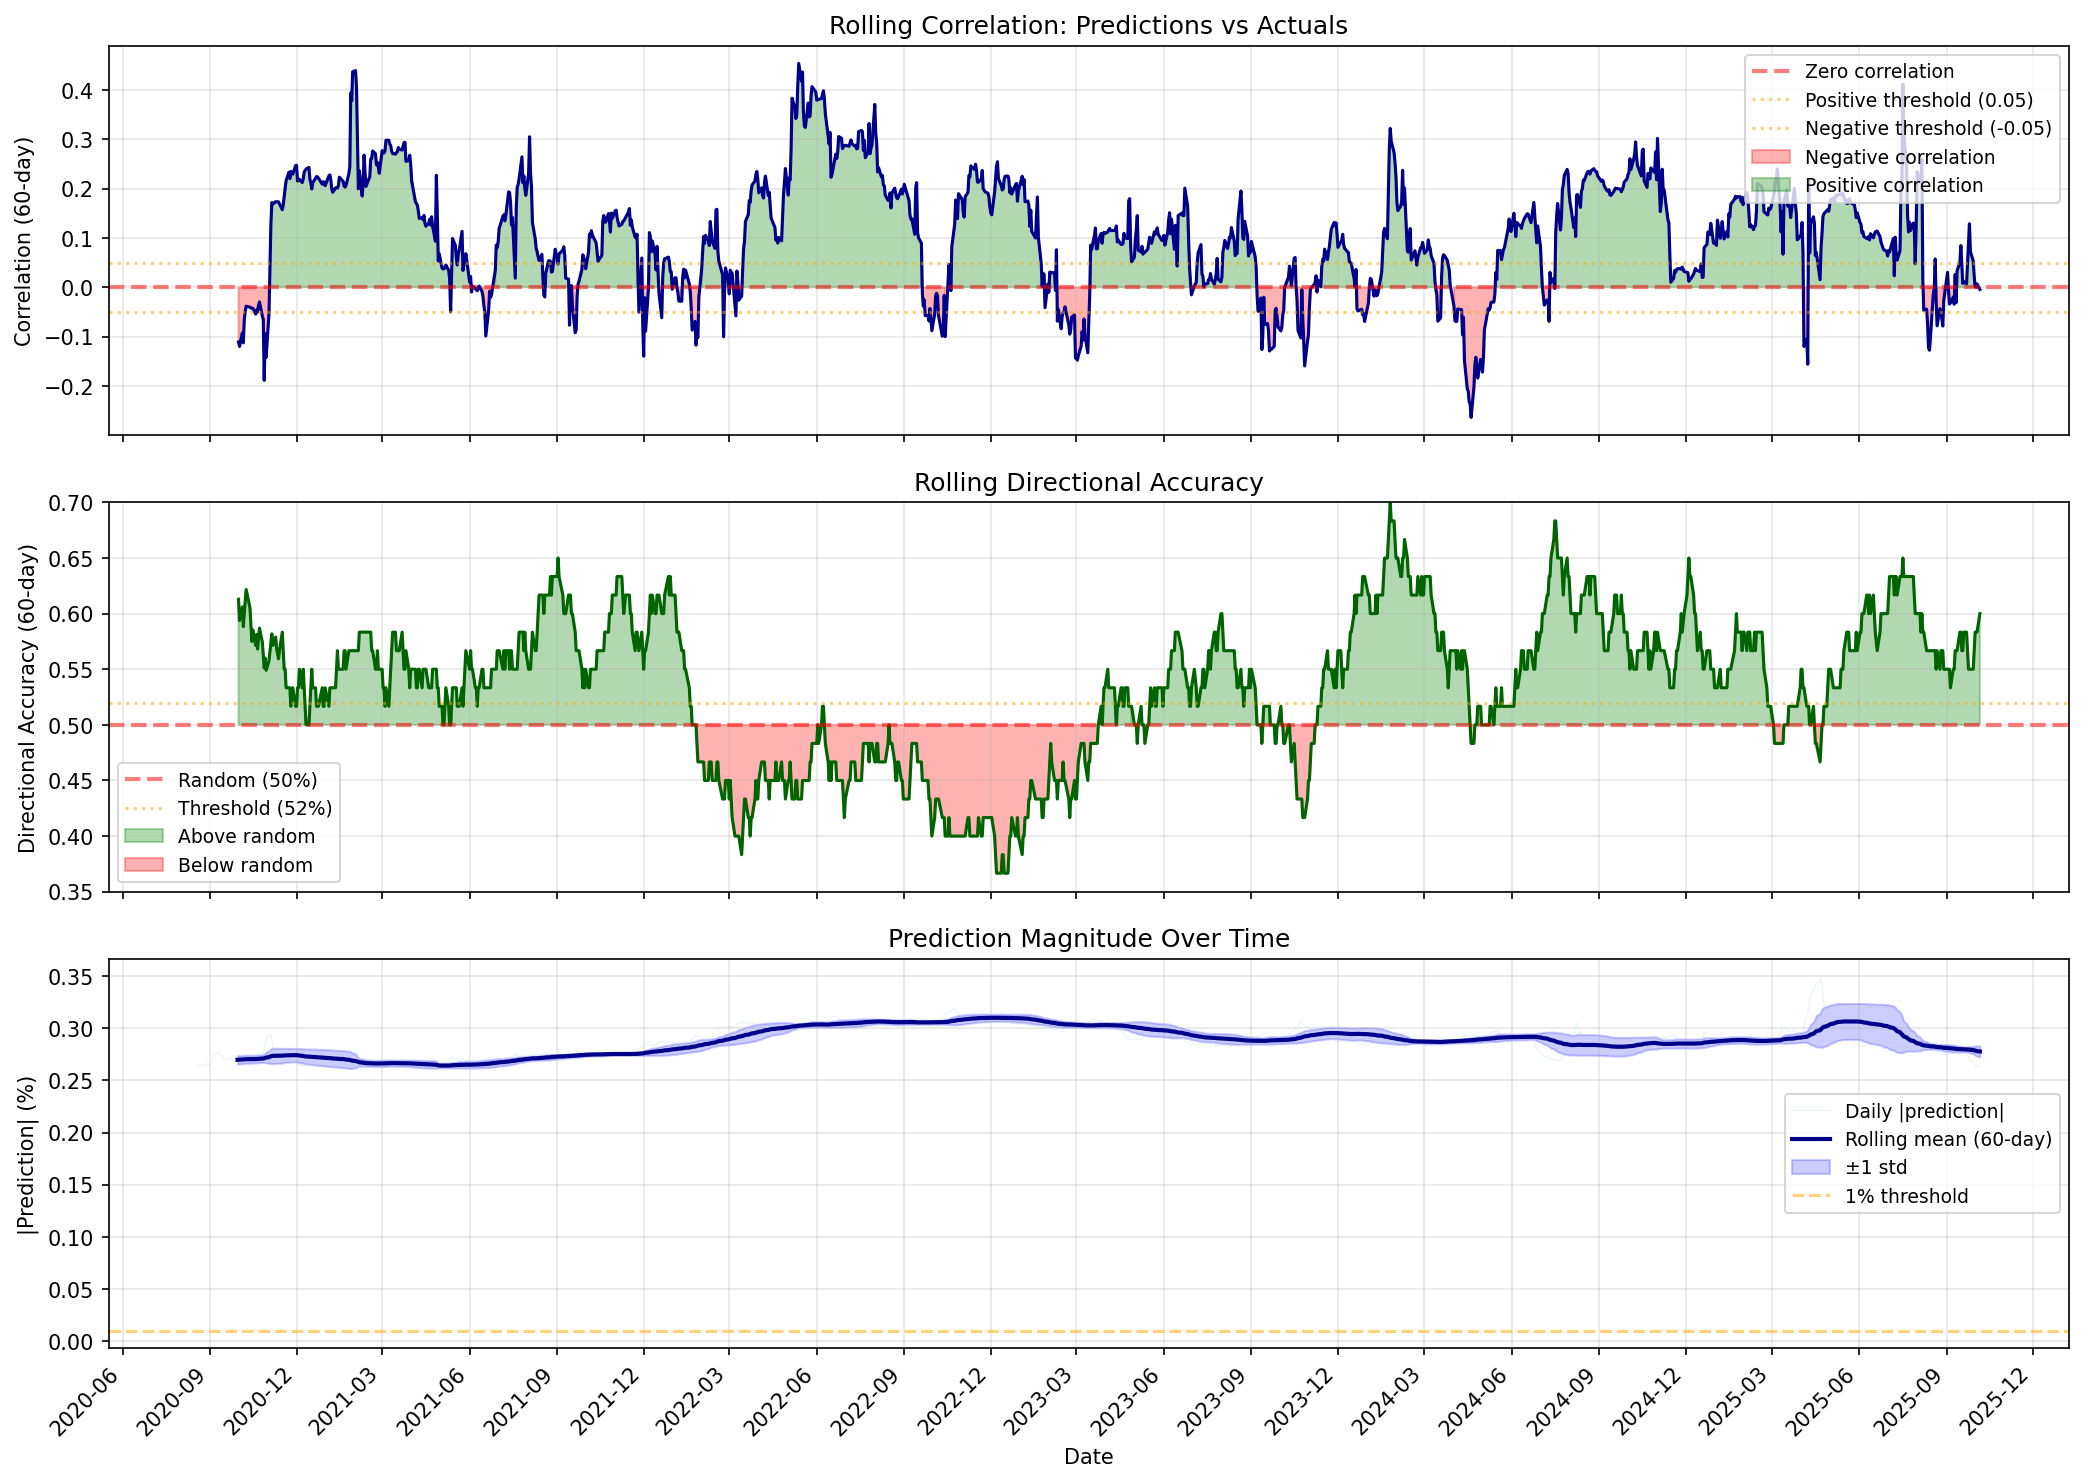 Rolling Correlation: Predictions vs Actuals
Correlation (60-day)
0.4
0.3
0.2
0.1
0.0
−0.1
−0.2
Zero correlation
Positive threshold (0.05)
Negative threshold (-0.05)
Negative correlation
Positive correlation
Rolling Directional Accuracy
Directional Accuracy (60-day)
0.70
0.65
0.60
0.55
0.50
0.45
0.40
0.35
Random (50%)
Threshold (52%)
Above random
Below random
Prediction Magnitude Over Time
|Prediction| (%)
0.35
0.30
0.25
0.20
0.15
0.10
0.05
0.00
Daily |prediction|
Rolling mean (60-day)
±1 std
1% threshold
2020-06
2020-09
2020-12
2021-03
2021-06
2021-09
2021-12
2022-03
2022-06
2022-09
2022-12
2023-03
2023-06
2023-09
2023-12
2024-03
2024-06
2024-09
2024-12
2025-03
2025-06
2025-09
2025-12
Date